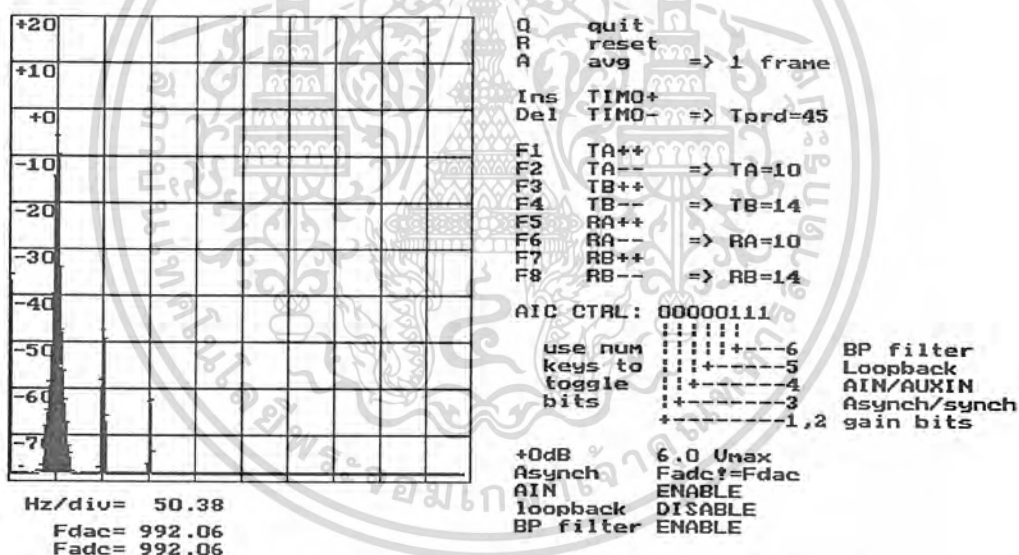 +20
+10
+0
-10
-20
-30
-40
-50
-60
-70
Hz/div= 50.38
Fdac= 992.06
Fadc= 992.06
Q quit
R reset
A avg => 1 frame
Ins TIM0+
Del TIM0- => Tprd=45
F1 TA++
F2 TA-- => TA=10
F3 TB++
F4 TB-- => TB=14
F5 RA++
F6 RA-- => RA=10
F7 RB++
F8 RB-- => RB=14
AIC CTRL: 00000111
use num
keys to
toggle
bits
6 BP filter
5 Loopback
4 AIN/AUXIN
3 Asynch/synch
1,2 gain bits
+0dB 6.0 Vmax
Asynch Fadc!=Fdac
AIN ENABLE
loopback DISABLE
BP filter ENABLE